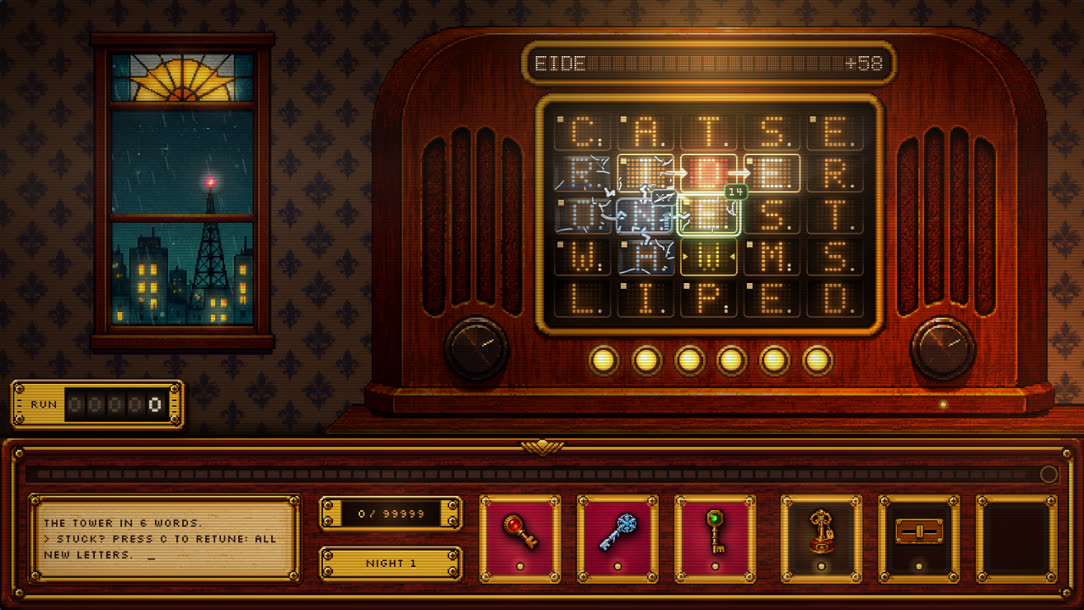 EIDE +58
C A T S E
R I D E R
O N E S T
W A W M S
L I P E D
14
RUN 00000
THE TOWER IN 6 WORDS.
> STUCK? PRESS C TO RETUNE: ALL
NEW LETTERS. _
0 / 99999
NIGHT 1